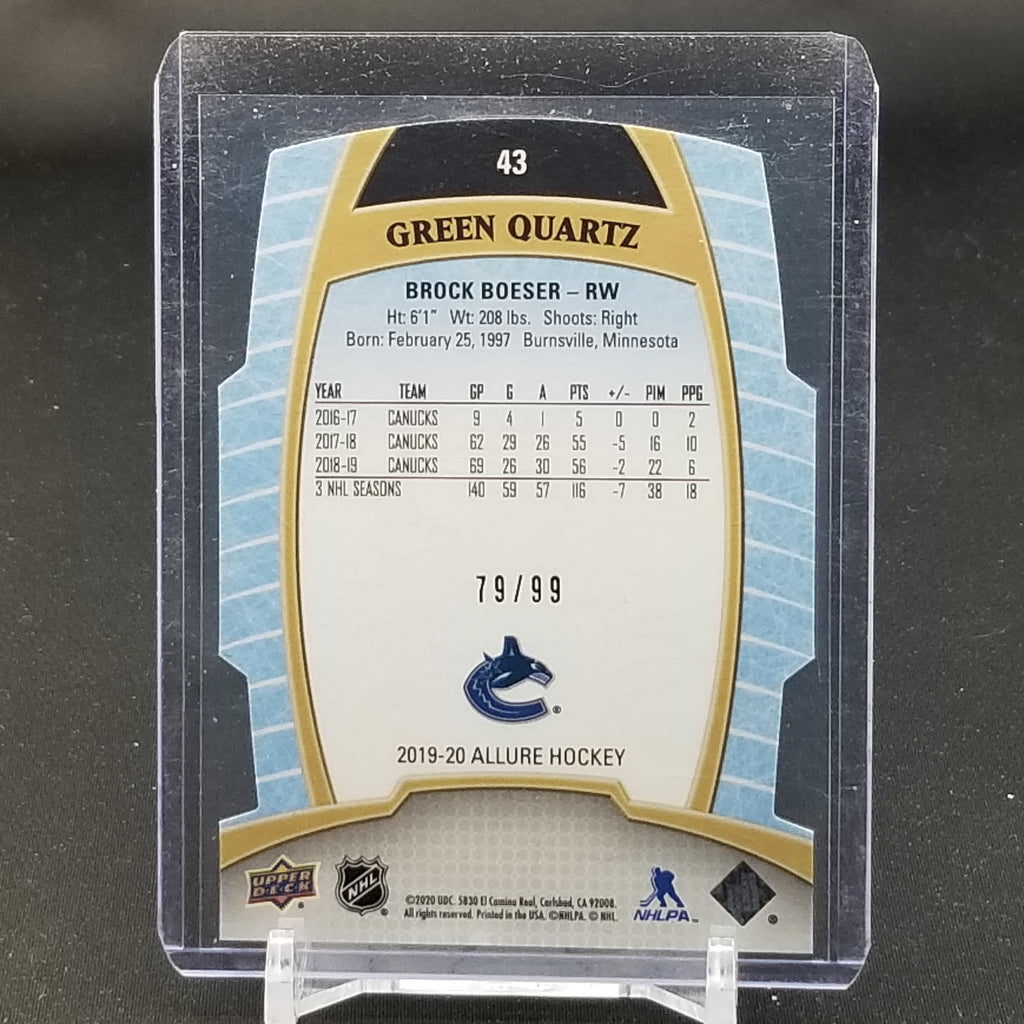 43
GREEN QUARTZ
BROCK BOESER – RW
Ht: 6'1" Wt: 208 lbs. Shoots: Right
Born: February 25, 1997 Burnsville, Minnesota
YEAR TEAM GP G A PTS +/- PIM PPG
2016-17 CANUCKS 9 4 1 5 0 0 2
2017-18 CANUCKS 62 29 26 55 -5 16 10
2018-19 CANUCKS 69 26 30 56 -2 22 6
3 NHL SEASONS 140 59 57 116 -7 38 18
79/99
®
2019-20 ALLURE HOCKEY
UPPER DECK ®
NHL ®
©2020 UDC. 5830 El Camino Real, Carlsbad, CA 92008.
All rights reserved. Printed in the USA. ©NHLPA. © NHL.
NHLPA™
®